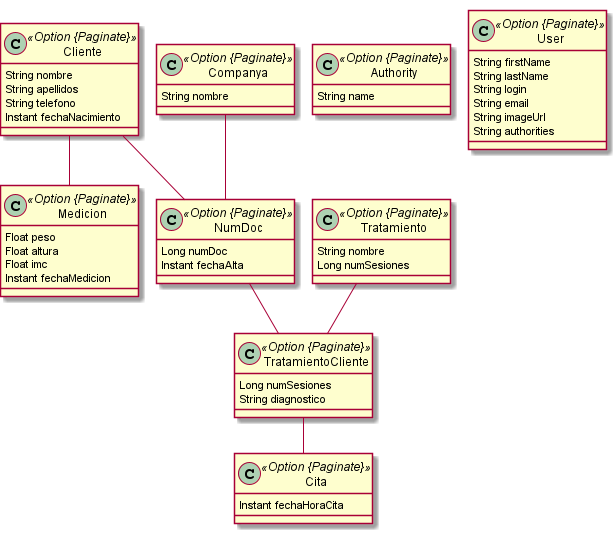 C «Option {Paginate}»
Cliente
String nombre
String apellidos
String telefono
Instant fechaNacimiento
C «Option {Paginate}»
Companya
String nombre
C «Option {Paginate}»
Authority
String name
C «Option {Paginate}»
User
String firstName
String lastName
String login
String email
String imageUrl
String authorities
C «Option {Paginate}»
Medicion
Float peso
Float altura
Float imc
Instant fechaMedicion
C «Option {Paginate}»
NumDoc
Long numDoc
Instant fechaAlta
C «Option {Paginate}»
Tratamiento
String nombre
Long numSesiones
C «Option {Paginate}»
TratamientoCliente
Long numSesiones
String diagnostico
C «Option {Paginate}»
Cita
Instant fechaHoraCita